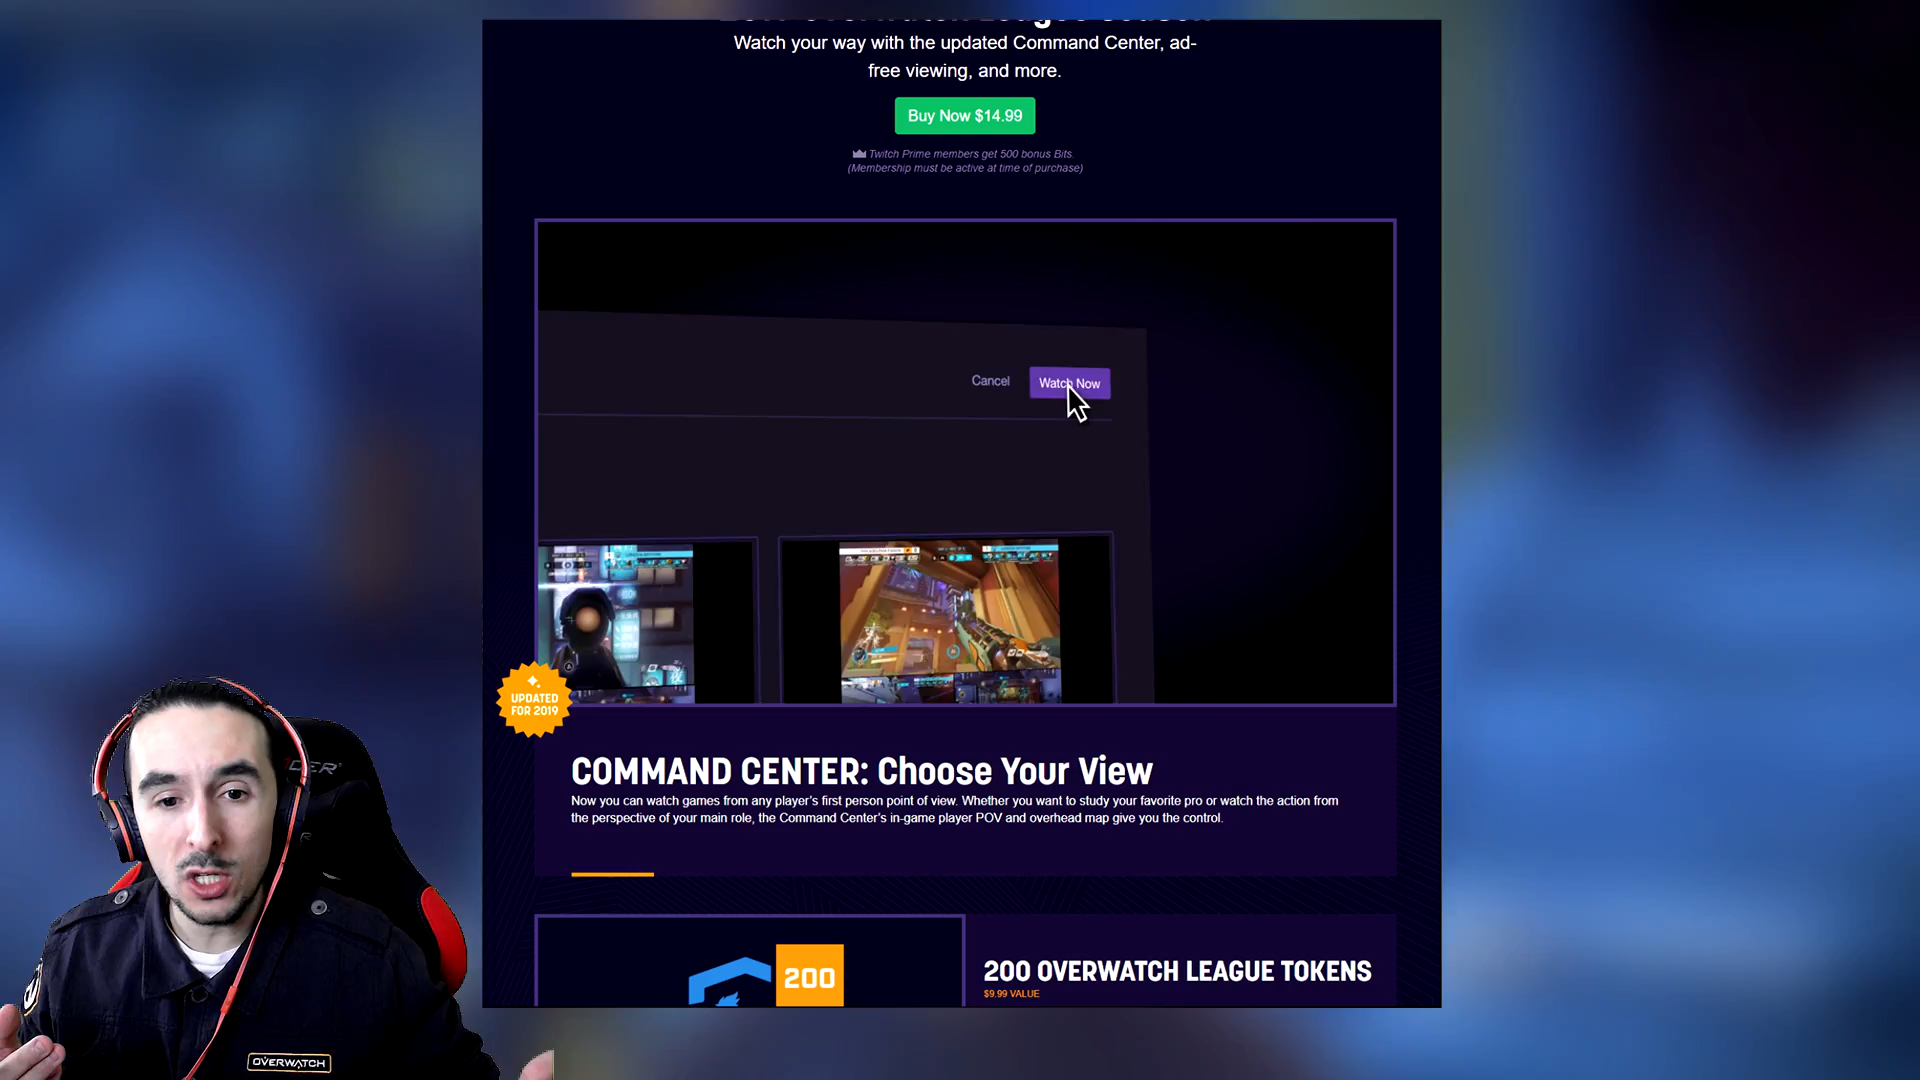 Watch your way with the updated Command Center, ad-
free viewing, and more.
Buy Now $14.99
Twitch Prime members get 500 bonus Bits.
(Membership must be active at time of purchase)
Cancel
Watch Now
UPDATED
FOR 2019
COMMAND CENTER: Choose Your View
Now you can watch games from any player's first person point of view. Whether you want to study your favorite pro or watch the action from
the perspective of your main role, the Command Center's in-game player POV and overhead map give you the control.
200
200 OVERWATCH LEAGUE TOKENS
$9.99 VALUE
OVERWATCH